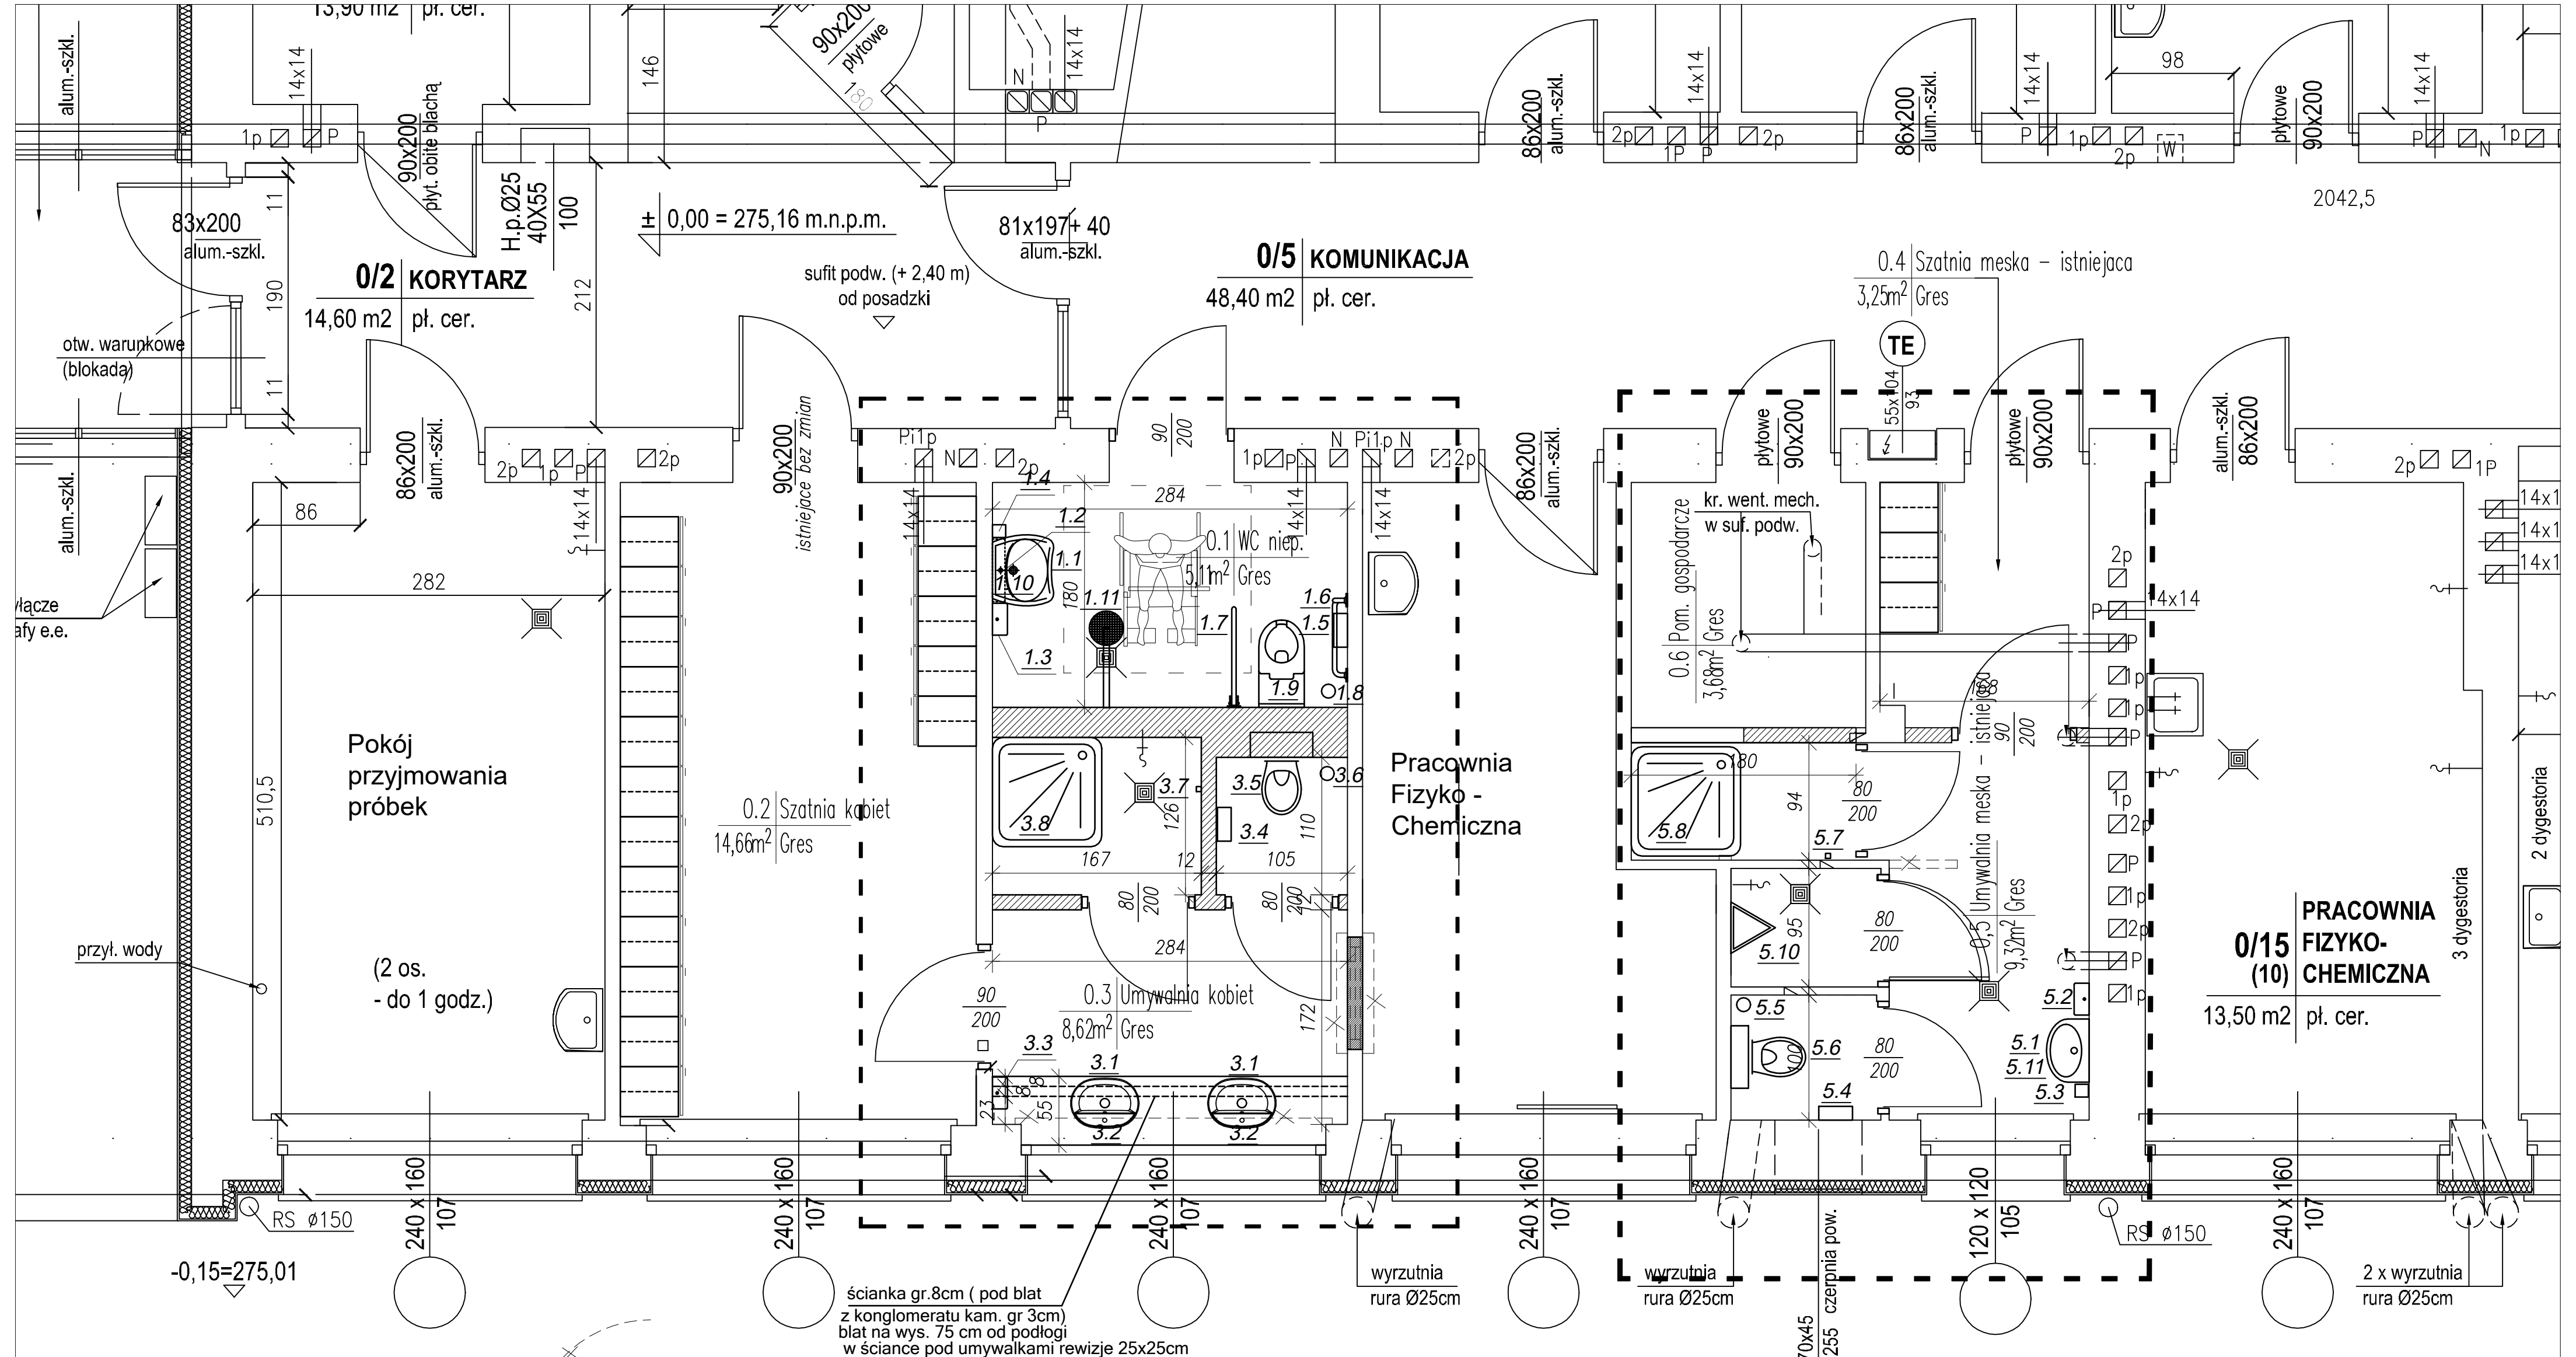 13,90 m2 pł. cer.
alum.-szkl.
14x14
1p
P
90x200
płyt. obite blachą
146
90x200
płytowe
180
N
14x14
P
86x200
alum.-szkl.
14x14
2p
1P
P
2p
86x200
alum.-szkl.
14x14
P
1p
2p
W
98
płytowe
90x200
14x14
P
N
1p
2042,5
83x200
alum.-szkl.
11
190
11
H.p.Ø25
40X55
100
212
± 0,00 = 275,16 m.n.p.m.
81x197+ 40
alum.-szkl.
0/2 KORYTARZ
14,60 m2 pł. cer.
sufit podw. (+ 2,40 m)
od posadzki
0/5 KOMUNIKACJA
48,40 m2 pł. cer.
0.4 Szatnia meska - istniejaca
3,25m² Gres
TE
55x104
93
otw. warunkowe
(blokada)
alum.-szkl.
86
86x200
alum.-szkl.
2p
1p
P
14x14
2p
90x200
istniejace bez zmian
Pi1p
N
2p
14x14
90
200
1p
P
N
Pi1p
N
2p
14x14
14x14
86x200
alum.-szkl.
płytowe
90x200
płytowe
90x200
alum.-szkl.
86x200
2p
1P
14x1
14x1
14x1
282
510,5
Pokój
przyjmowania
próbek
(2 os.
- do 1 godz.)
przył. wody
0.2 Szatnia kobiet
14,66m² Gres
1.4
1.2
1.1
1.10
1.11
1.3
284
180
0.1 WC niep.
5,11m² Gres
1.7
1.6
1.5
1.9
1.8
3.8
3.7
126
3.5
3.6
3.4
110
167
12
105
80
200
80
200
12
284
172
90
200
0.3 Umywalnia kobiet
8,62m² Gres
3.3
3.1
3.1
3.2
3.2
8
8
23
55
Pracownia
Fizyko -
Chemiczna
kr. went. mech.
w suf. podw.
0.6 Pom. gospodarcze
3,68m² Gres
168
90
200
180
5.8
94
80
200
5.7
0,5 Umywalnia meska - istniejąca
9,32m² Gres
95
5.10
80
200
5.5
5.6
100
80
200
5.4
5.2
5.1
5.11
5.3
2p
P
14x14
P
1p
1p
P
1p
2p
P
1p
2p
P
1p
3 dygestoria
2 dygestoria
0/15
(10)
PRACOWNIA
FIZYKO-
CHEMICZNA
13,50 m2 pł. cer.
240 x 160
107
240 x 160
107
240 x 160
107
240 x 160
107
120 x 120
105
240 x 160
107
RS ø150
-0,15=275,01
ścianka gr.8cm ( pod blat
z konglomeratu kam. gr 3cm)
blat na wys. 75 cm od podłogi
w ściance pod umywalkami rewizje 25x25cm
wyrzutnia
rura Ø25cm
wyrzutnia
rura Ø25cm
czerpnia pow.
70x45
255
RS ø150
2 x wyrzutnia
rura Ø25cm